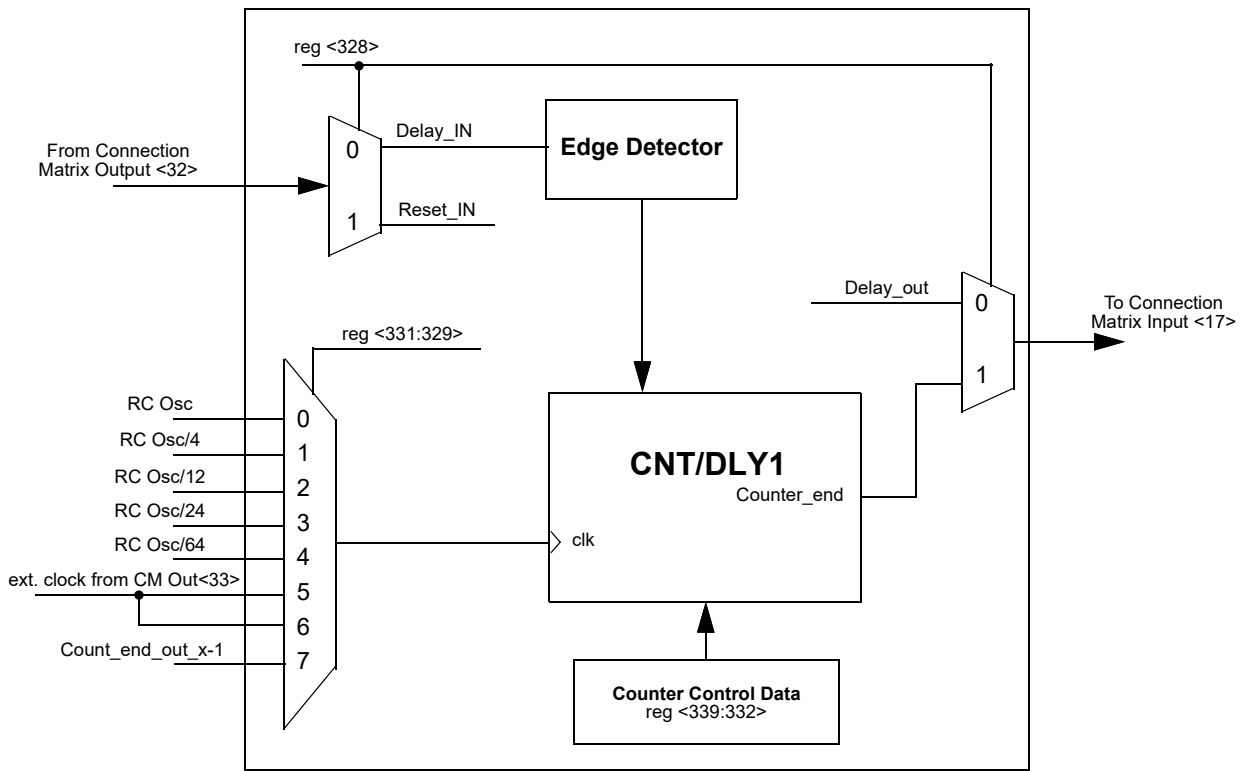 reg <328>
From Connection
Matrix Output <32>
0
1
Delay_IN
Reset_IN
Edge Detector
Delay_out
0
1
To Connection
Matrix Input <17>
reg <331:329>
RC Osc
RC Osc/4
RC Osc/12
RC Osc/24
RC Osc/64
ext. clock from CM Out<33>
Count_end_out_x-1
0
1
2
3
4
5
6
7
CNT/DLY1
Counter_end
clk
Counter Control Data
reg <339:332>